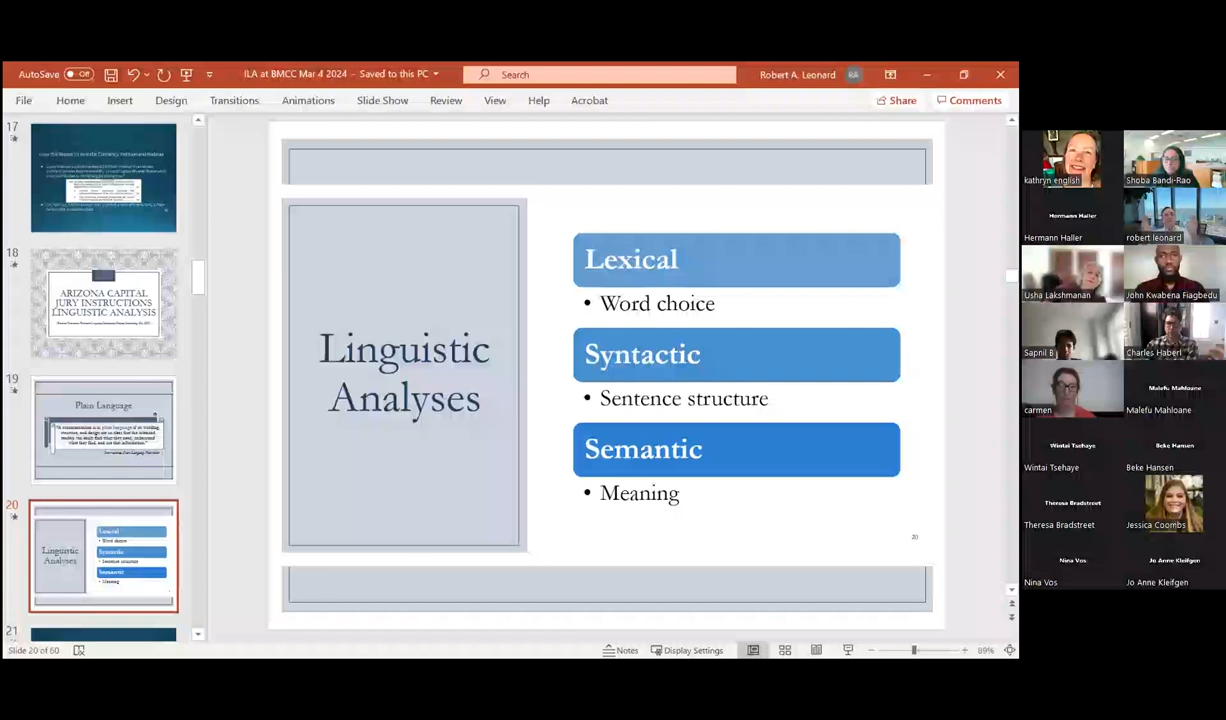 AutoSave Off
ILA at BMCC Mar 4 2024 – Saved to this PC
Search
Robert A. Leonard
RA
File Home Insert Design Transitions Animations Slide Show Review View Help Acrobat
Share Comments
17
18
ARIZONA CAPITAL
JURY INSTRUCTIONS
LINGUISTIC ANALYSIS
19
Plain Language
20
Linguistic
Analyses
Lexical
• Word choice
Syntactic
• Sentence structure
Semantic
• Meaning
21
Linguistic
Analyses
Lexical
• Word choice
Syntactic
• Sentence structure
Semantic
• Meaning
20
Slide 20 of 60
Notes
Display Settings
89%
kathryn english
Shoba Bandi-Rao
Hermann Haller
Hermann Haller
robert leonard
Usha Lakshmanan
John Kwabena Fiagbedu
Sapnil B
Charles Haberl
carmen
Malefu Mahloane
Malefu Mahloane
Wintai Tsehaye
Wintai Tsehaye
Beke Hansen
Beke Hansen
Theresa Bradstreet
Theresa Bradstreet
Jessica Coombs
Nina Vos
Nina Vos
Jo Anne Kleifgen
Jo Anne Kleifgen